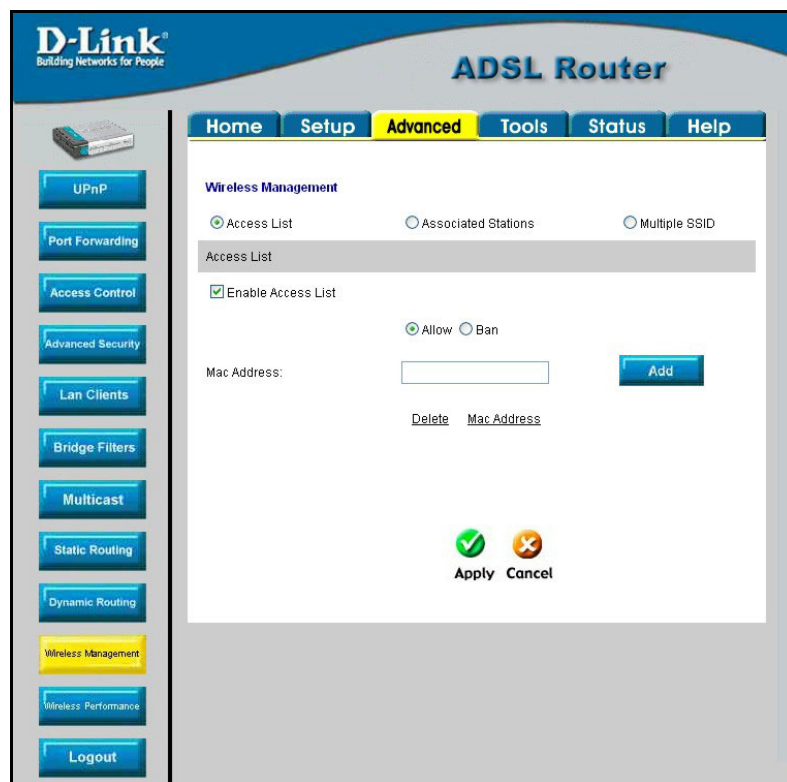 D-Link®
Building Networks for People
ADSL Router
Home Setup Advanced Tools Status Help
UPnP
Port Forwarding
Access Control
Advanced Security
Lan Clients
Bridge Filters
Multicast
Static Routing
Dynamic Routing
Wireless Management
Wireless Performance
Logout
Wireless Management
Access List Associated Stations Multiple SSID
Access List
Enable Access List
Allow Ban
Mac Address: Add
Delete Mac Address
Apply Cancel